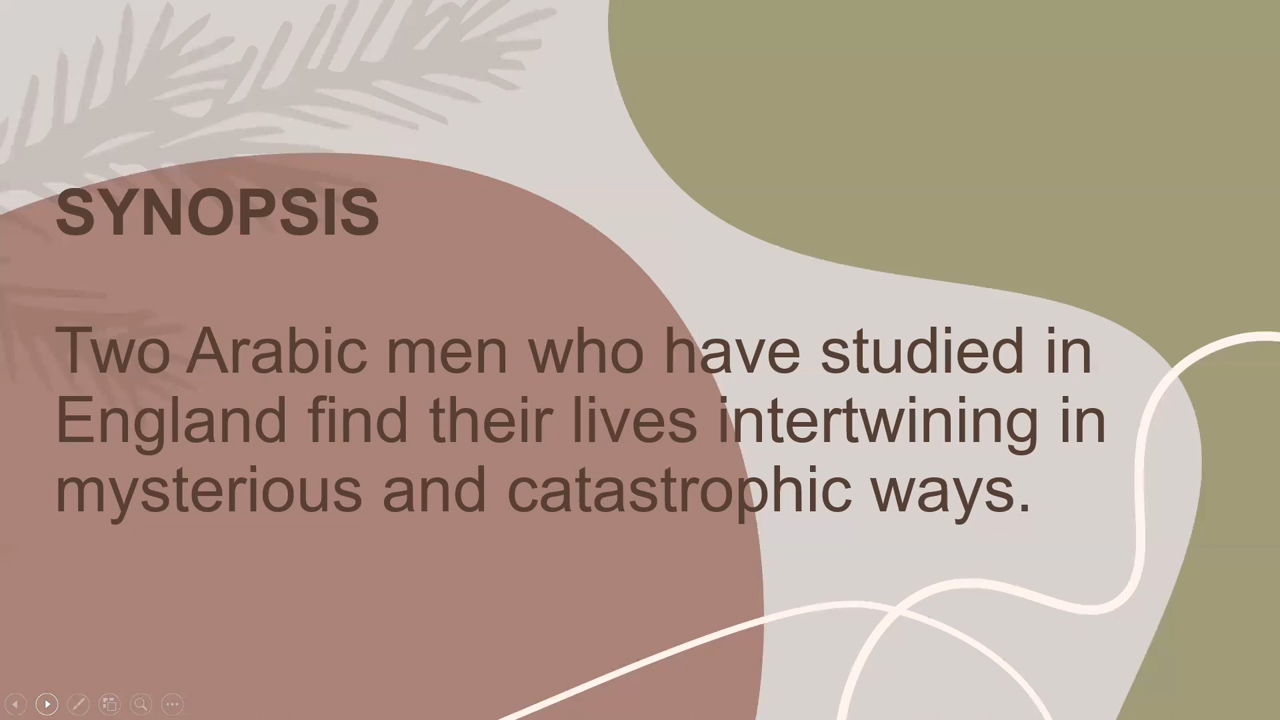 SYNOPSIS
Two Arabic men who have studied in
England find their lives intertwining in
mysterious and catastrophic ways.